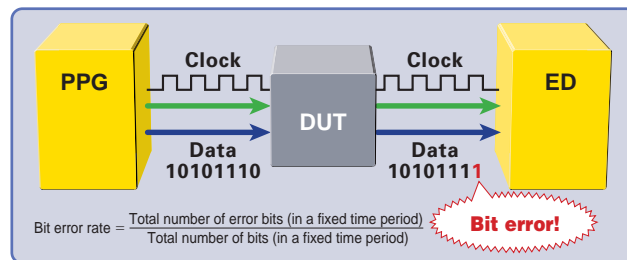 PPG
Clock
Data
10101110
DUT
Clock
Data
10101111
ED
Bit error rate = Total number of error bits (in a fixed time period)
Total number of bits (in a fixed time period)
Bit error!